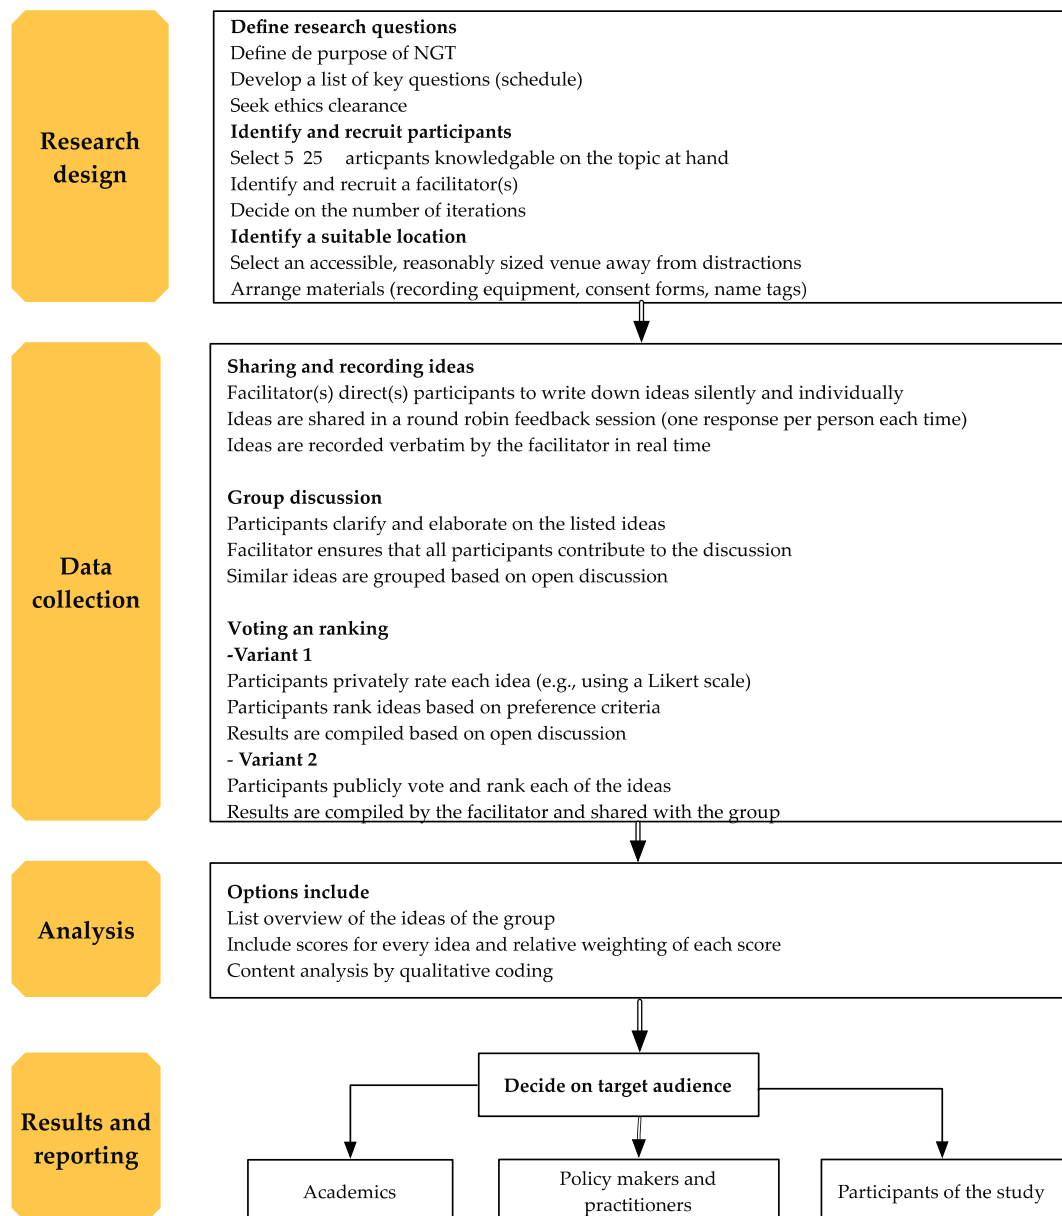 Research
design
Define research questions
Define de purpose of NGT
Develop a list of key questions (schedule)
Seek ethics clearance
Identify and recruit participants
Select 5 25 articpants knowledgable on the topic at hand
Identify and recruit a facilitator(s)
Decide on the number of iterations
Identify a suitable location
Select an accessible, reasonably sized venue away from distractions
Arrange materials (recording equipment, consent forms, name tags)
Data
collection
Sharing and recording ideas
Facilitator(s) direct(s) participants to write down ideas silently and individually
Ideas are shared in a round robin feedback session (one response per person each time)
Ideas are recorded verbatim by the facilitator in real time
Group discussion
Participants clarify and elaborate on the listed ideas
Facilitator ensures that all participants contribute to the discussion
Similar ideas are grouped based on open discussion
Voting an ranking
-Variant 1
Participants privately rate each idea (e.g., using a Likert scale)
Participants rank ideas based on preference criteria
Results are compiled based on open discussion
- Variant 2
Participants publicly vote and rank each of the ideas
Results are compiled by the facilitator and shared with the group
Analysis
Options include
List overview of the ideas of the group
Include scores for every idea and relative weighting of each score
Content analysis by qualitative coding
Results and
reporting
Decide on target audience
Academics
Policy makers and
practitioners
Participants of the study